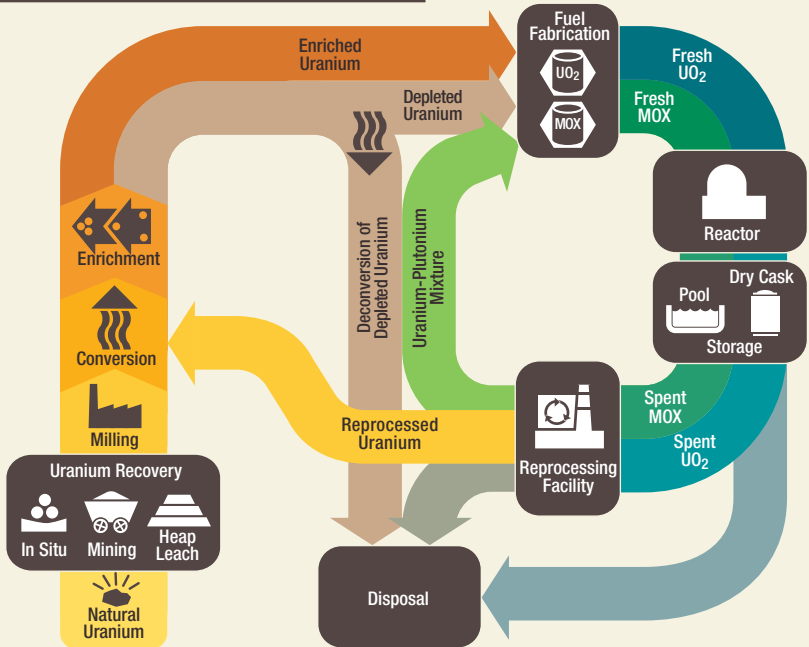 Fuel
Fabrication
UO₂
MOX
Enriched
Uranium
Depleted
Uranium
Fresh
UO₂
Fresh
MOX
Reactor
Dry Cask
Pool
Storage
Enrichment
Deconversion of
Depleted Uranium
Uranium-Plutonium
Mixture
Conversion
Milling
Reprocessed
Uranium
Spent
MOX
Spent
UO₂
Reprocessing
Facility
Uranium Recovery
In Situ
Mining
Heap
Leach
Disposal
Natural
Uranium